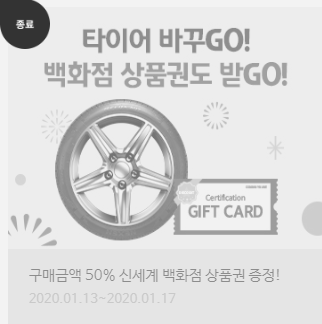 종료
타이어 바꾸GO!
백화점 상품권도 받GO!
Certification
GIFT CARD
구매금액 50% 신세계 백화점 상품권 증정!
2020.01.13~2020.01.17